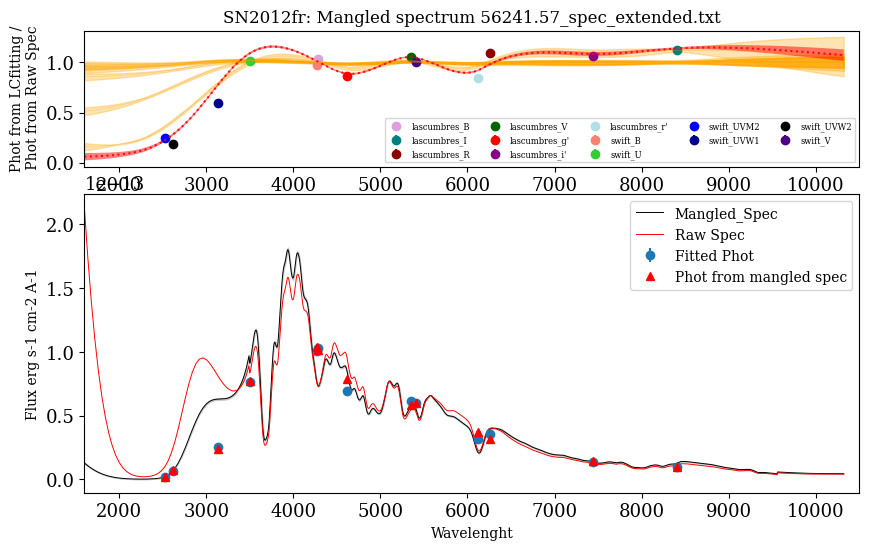 SN2012fr: Mangled spectrum 56241.57_spec_extended.txt
Phot from LCfitting /
Phot from Raw Spec
1.0
0.5
0.0
lascumbres_B
lascumbres_I
lascumbres_R
lascumbres_V
lascumbres_g'
lascumbres_i'
lascumbres_r'
swift_B
swift_U
swift_UVM2
swift_UVW1
swift_UVW2
swift_V
2000 3000 4000 5000 6000 7000 8000 9000 10000
Flux erg s-1 cm-2 A-1
2.0
1.5
1.0
0.5
0.0
Mangled_Spec
Raw Spec
Fitted Phot
Phot from mangled spec
2000 3000 4000 5000 6000 7000 8000 9000 10000
Wavelenght